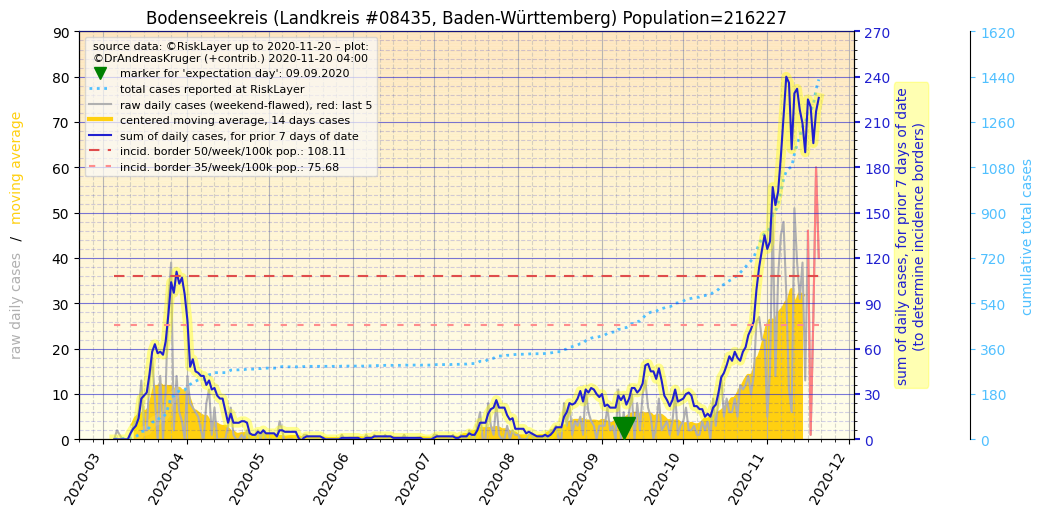 Bodenseekreis (Landkreis #08435, Baden-Württemberg) Population=216227
source data: ©RiskLayer up to 2020-11-20 – plot:
©DrAndreasKruger (+contrib.) 2020-11-20 04:00
marker for 'expectation day': 09.09.2020
total cases reported at RiskLayer
raw daily cases (weekend-flawed), red: last 5
centered moving average, 14 days cases
sum of daily cases, for prior 7 days of date
incid. border 50/week/100k pop.: 108.11
incid. border 35/week/100k pop.: 75.68
raw daily cases / moving average
90
80
70
60
50
40
30
20
10
0
2020-03
2020-04
2020-05
2020-06
2020-07
2020-08
2020-09
2020-10
2020-11
2020-12
270
240
210
180
150
120
90
60
30
0
sum of daily cases, for prior 7 days of date
(to determine incidence borders)
1620
1440
1260
1080
900
720
540
360
180
0
cumulative total cases